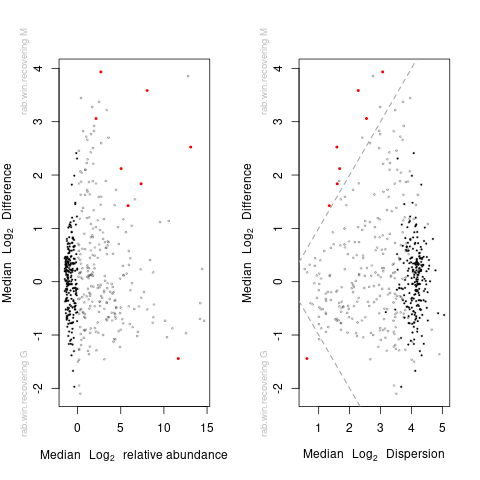 rab.win.recovering M
rab.win.recovering G
Median Log2 Difference
4
3
2
1
0
-1
-2
0
5
10
15
Median Log2 relative abundance
rab.win.recovering M
rab.win.recovering G
Median Log2 Difference
4
3
2
1
0
-1
-2
1
2
3
4
5
Median Log2 Dispersion